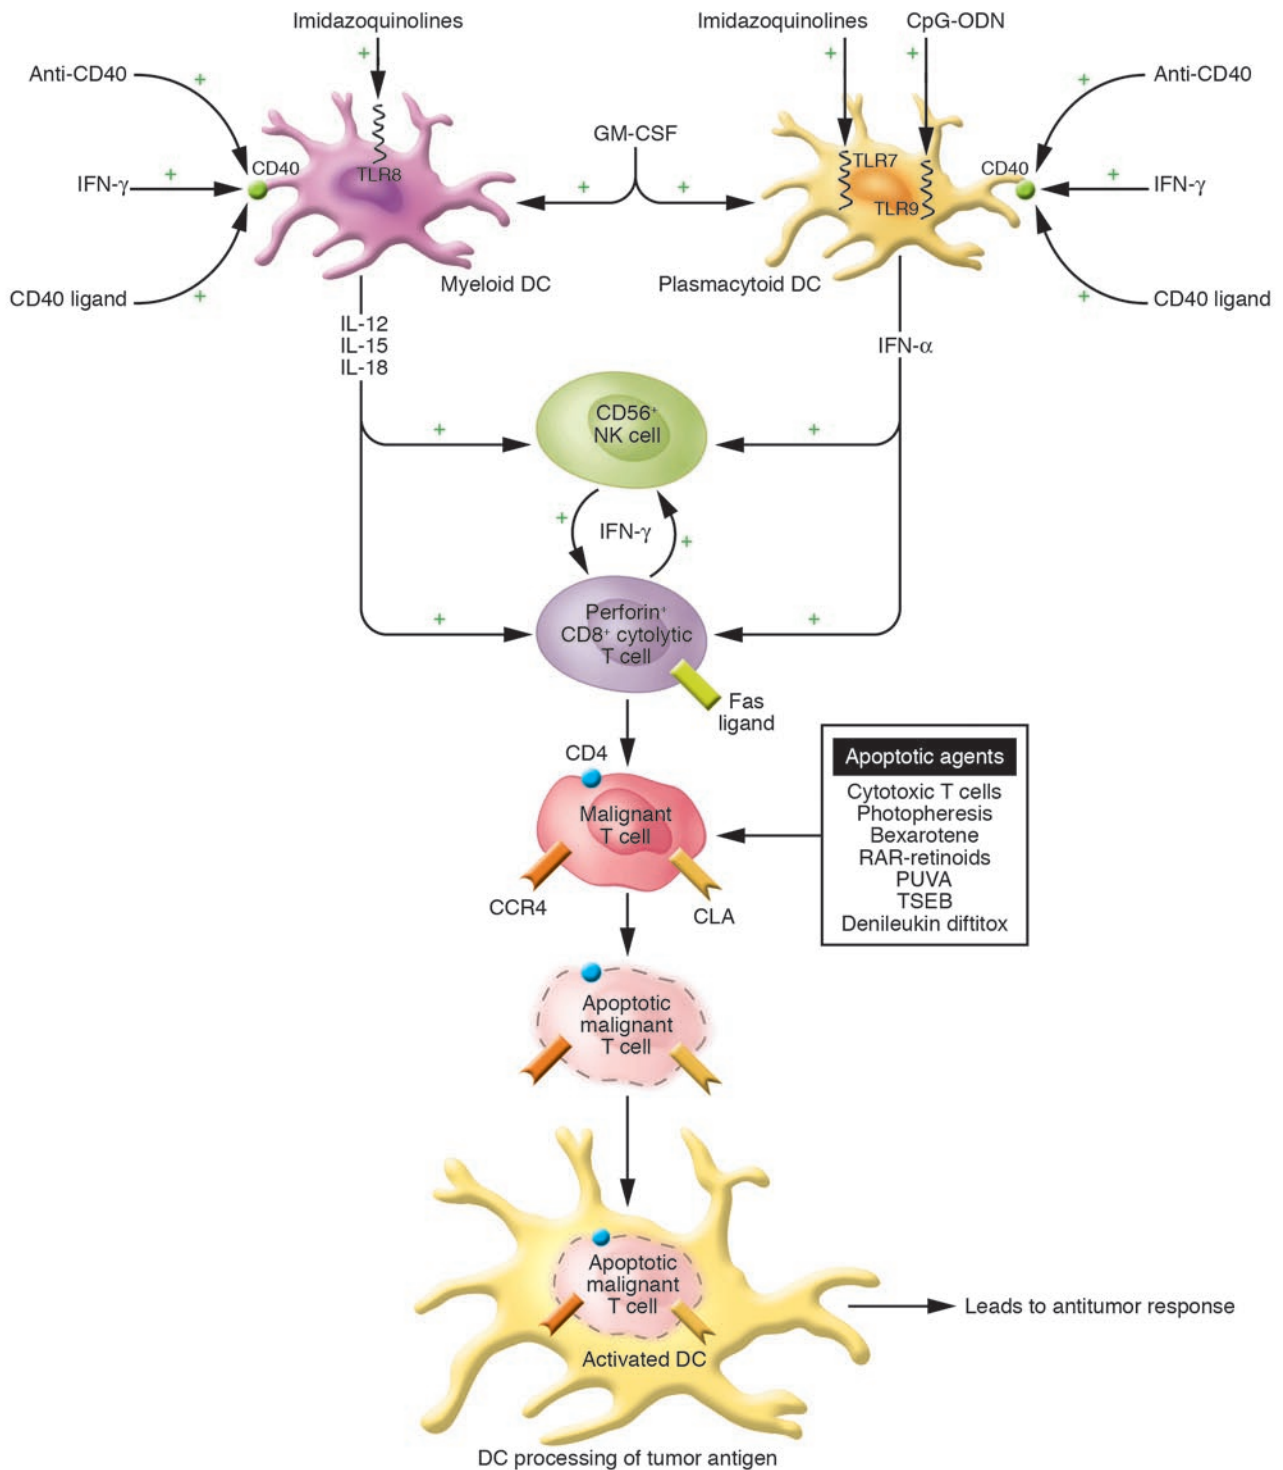 Imidazoquinolines
Imidazoquinolines
CpG-ODN
+
+
+
Anti-CD40
+
+
Anti-CD40
GM-CSF
CD40
TLR8
TLR7
CD40
IFN-γ
+
+
+
+
IFN-γ
TLR9
Myeloid DC
Plasmacytoid DC
CD40 ligand
+
+
CD40 ligand
IL-12
IL-15
IL-18
IFN-α
CD56⁺
NK cell
+
+
+
IFN-γ
+
Perforin⁺
CD8⁺ cytolytic
T cell
+
+
Fas
ligand
CD4
Malignant
T cell
CCR4
CLA
Apoptotic agents
Cytotoxic T cells
Photopheresis
Bexarotene
RAR-retinoids
PUVA
TSEB
Denileukin diftitox
Apoptotic
malignant
T cell
Apoptotic
malignant
T cell
Activated DC
Leads to antitumor response
DC processing of tumor antigen